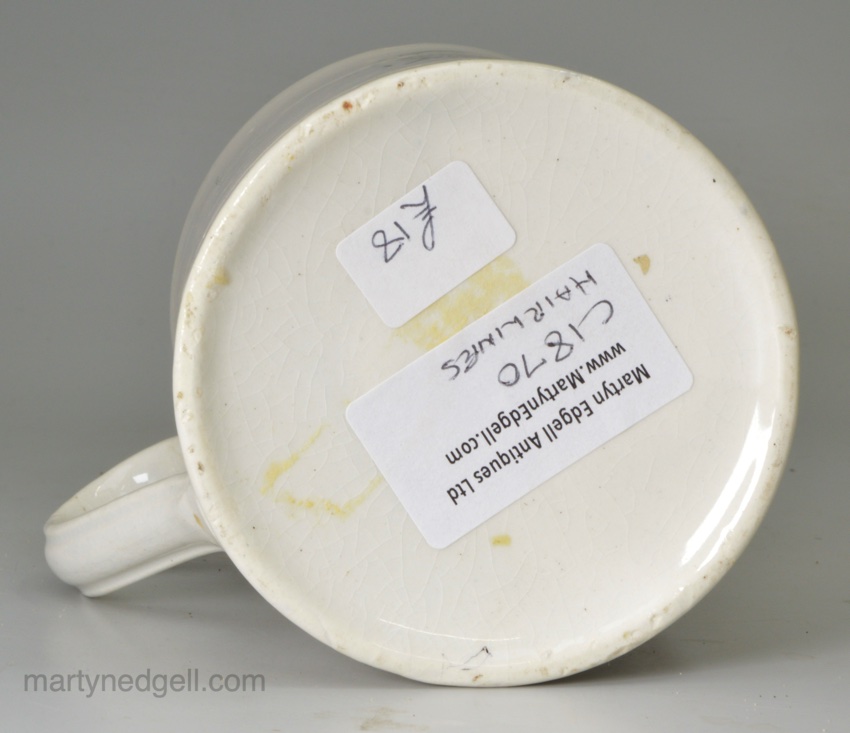 £18
Martyn Edgell Antiques Ltd
www.MartynEdgell.com
C1870
HAIRLINES
martynedgell.com